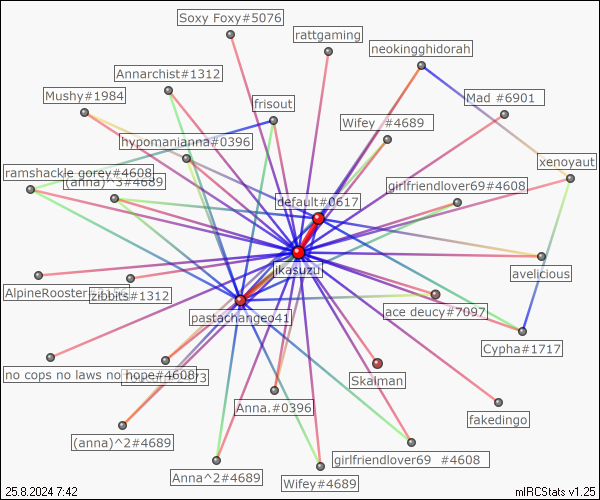 Soxy Foxy#5076
rattgaming
neokingghidorah
Annarchist#1312
Mushy#1984
Mad #6901
frisout
Wifey #4689
hypomanianna#0396
xenoyaut
ramshackle gorey#4608
(anna)^3#4689
girlfriendlover69#4608
default#0617
jikasuzu
avelicious
AlpineRooster
zibbits#1312
pastachangeo41
ace deucy#7097
Cypha#1717
no cops no laws no hope#4608
Skalman
Anna.#0396
fakedingo
(anna)^2#4689
girlfriendlover69 #4608
Anna^2#4689
Wifey#4689
25.8.2024 7:42
mIRCStats v1.25